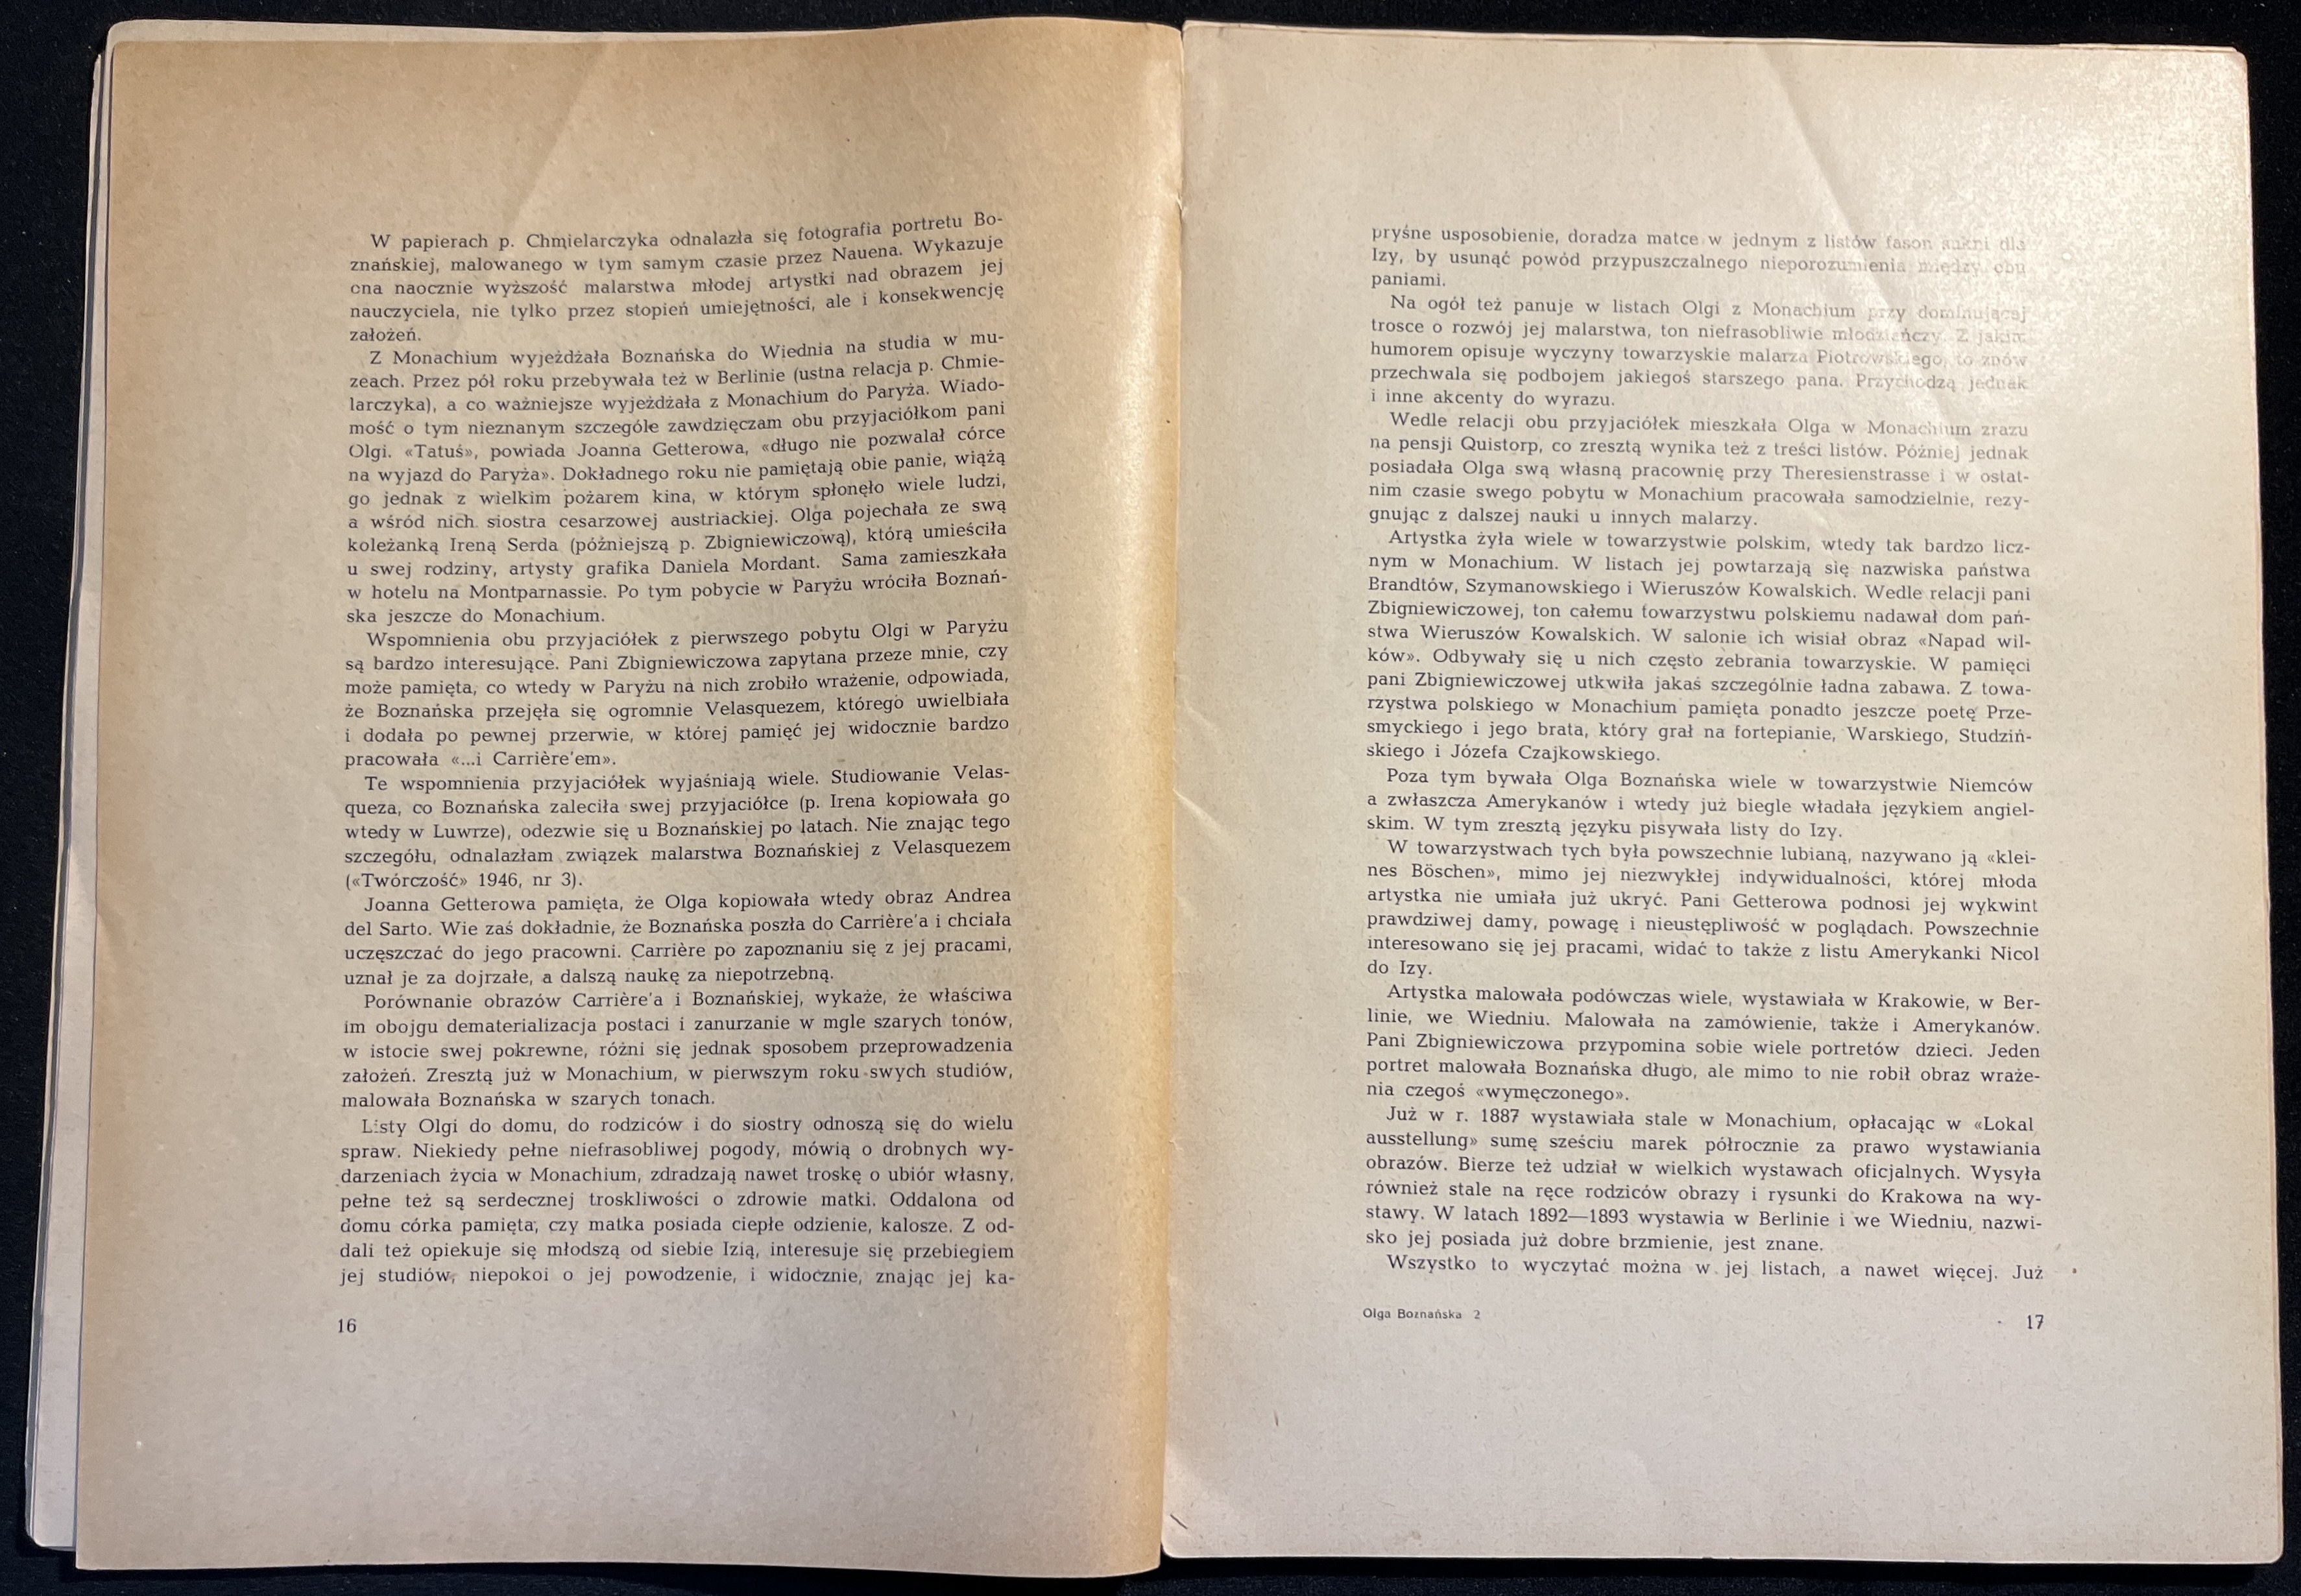 W papierach p. Chmielarczyka odnalazła się fotografia portretu Bo-
znańskiej, malowanego w tym samym czasie przez Nauena. Wykazuje
ona naocznie wyższość malarstwa młodej artystki nad obrazem jej
nauczyciela, nie tylko przez stopień umiejętności, ale i konsekwencję
założeń.
Z Monachium wyjeżdżała Boznańska do Wiednia na studia w mu-
zeach. Przez pół roku przebywała też w Berlinie (ustna relacja p. Chmie-
larczyka), a co ważniejsze wyjeżdżała z Monachium do Paryża. Wiado-
mość o tym nieznanym szczególe zawdzięczam obu przyjaciółkom pani
Olgi. «Tatuś», powiada Joanna Getterowa, «długo nie pozwalał córce
na wyjazd do Paryża». Dokładnego roku nie pamiętają obie panie, wiążą
go jednak z wielkim pożarem kina, w którym spłonęło wiele ludzi,
a wśród nich siostra cesarzowej austriackiej. Olga pojechała ze swą
koleżanką Ireną Serda (późniejszą p. Zbigniewiczową), którą umieściła
u swej rodziny, artysty grafika Daniela Mordant. Sama zamieszkała
w hotelu na Montparnassie. Po tym pobycie w Paryżu wróciła Boznań-
ska jeszcze do Monachium.
Wspomnienia obu przyjaciółek z pierwszego pobytu Olgi w Paryżu
są bardzo interesujące. Pani Zbigniewiczowa zapytana przeze mnie, czy
może pamięta, co wtedy w Paryżu na nich zrobiło wrażenie, odpowiada,
że Boznańska przejęła się ogromnie Velasquezem, którego uwielbiała
i dodała po pewnej przerwie, w której pamięć jej widocznie bardzo
pracowała «...i Carrière'em».
Te wspomnienia przyjaciółek wyjaśniają wiele. Studiowanie Velas-
queza, co Boznańska zaleciła swej przyjaciółce (p. Irena kopiowała go
wtedy w Luwrze), odezwie się u Boznańskiej po latach. Nie znając tego
szczegółu, odnalazłam związek malarstwa Boznańskiej z Velasquezem
(«Twórczość» 1946, nr 3).
Joanna Getterowa pamięta, że Olga kopiowała wtedy obraz Andrea
del Sarto. Wie zaś dokładnie, że Boznańska poszła do Carrière'a i chciała
uczęszczać do jego pracowni. Carrière po zapoznaniu się z jej pracami,
uznał je za dojrzałe, a dalszą naukę za niepotrzebną.
Porównanie obrazów Carrière'a i Boznańskiej, wykaże, że właściwa
im obojgu dematerializacja postaci i zanurzanie w mgle szarych tonów,
w istocie swej pokrewne, różni się jednak sposobem przeprowadzenia
założeń. Zresztą już w Monachium, w pierwszym roku swych studiów,
malowała Boznańska w szarych tonach.
Listy Olgi do domu, do rodziców i do siostry odnoszą się do wielu
spraw. Niekiedy pełne niefrasobliwej pogody, mówią o drobnych wy-
darzeniach życia w Monachium, zdradzają nawet troskę o ubiór własny,
pełne też są serdecznej troskliwości o zdrowie matki. Oddalona od
domu córka pamięta, czy matka posiada ciepłe odzienie, kalosze. Z od-
dali też opiekuje się młodszą od siebie Izią, interesuje się przebiegiem
jej studiów, niepokoi o jej powodzenie, i widocznie, znając jej ka-
16
pryśne usposobienie, doradza matce w jednym z listów fason sukni dla
Izy, by usunąć powód przypuszczalnego nieporozumienia między obu
paniami.
Na ogół też panuje w listach Olgi z Monachium przy dominującej
trosce o rozwój jej malarstwa, ton niefrasobliwie młodzieńczy. Z jakim
humorem opisuje wyczyny towarzyskie malarza Piotrowskiego, to znów
przechwala się podbojem jakiegoś starszego pana. Przychodzą jednak
i inne akcenty do wyrazu.
Wedle relacji obu przyjaciółek mieszkała Olga w Monachium zrazu
na pensji Quistorp, co zresztą wynika też z treści listów. Później jednak
posiadała Olga swą własną pracownię przy Theresienstrasse i w ostat-
nim czasie swego pobytu w Monachium pracowała samodzielnie, rezy-
gnując z dalszej nauki u innych malarzy.
Artystka żyła wiele w towarzystwie polskim, wtedy tak bardzo licz-
nym w Monachium. W listach jej powtarzają się nazwiska państwa
Brandtów, Szymanowskiego i Wieruszów Kowalskich. Wedle relacji pani
Zbigniewiczowej, ton całemu towarzystwu polskiemu nadawał dom pań-
stwa Wieruszów Kowalskich. W salonie ich wisiał obraz «Napad wil-
ków». Odbywały się u nich często zebrania towarzyskie. W pamięci
pani Zbigniewiczowej utkwiła jakaś szczególnie ładna zabawa. Z towa-
rzystwa polskiego w Monachium pamięta ponadto jeszcze poetę Prze-
smyckiego i jego brata, który grał na fortepianie, Warskiego, Studziń-
skiego i Józefa Czajkowskiego.
Poza tym bywała Olga Boznańska wiele w towarzystwie Niemców
a zwłaszcza Amerykanów i wtedy już biegle władała językiem angiel-
skim. W tym zresztą języku pisywała listy do Izy.
W towarzystwach tych była powszechnie lubianą, nazywano ją «klei-
nes Böschen», mimo jej niezwykłej indywidualności, której młoda
artystka nie umiała już ukryć. Pani Getterowa podnosi jej wykwint
prawdziwej damy, powagę i nieustępliwość w poglądach. Powszechnie
interesowano się jej pracami, widać to także z listu Amerykanki Nicol
do Izy.
Artystka malowała podówczas wiele, wystawiała w Krakowie, w Ber-
linie, we Wiedniu. Malowała na zamówienie, także i Amerykanów.
Pani Zbigniewiczowa przypomina sobie wiele portretów dzieci. Jeden
portret malowała Boznańska długo, ale mimo to nie robił obraz wraże-
nia czegoś «wymęczonego».
Już w r. 1887 wystawiała stale w Monachium, opłacając w «Lokal
ausstellung» sumę sześciu marek półrocznie za prawo wystawiania
obrazów. Bierze też udział w wielkich wystawach oficjalnych. Wysyła
również stale na ręce rodziców obrazy i rysunki do Krakowa na wy-
stawy. W latach 1892—1893 wystawia w Berlinie i we Wiedniu, nazwi-
sko jej posiada już dobre brzmienie, jest znane.
Wszystko to wyczytać można w jej listach, a nawet więcej. Już
Olga Boznańska 2
17